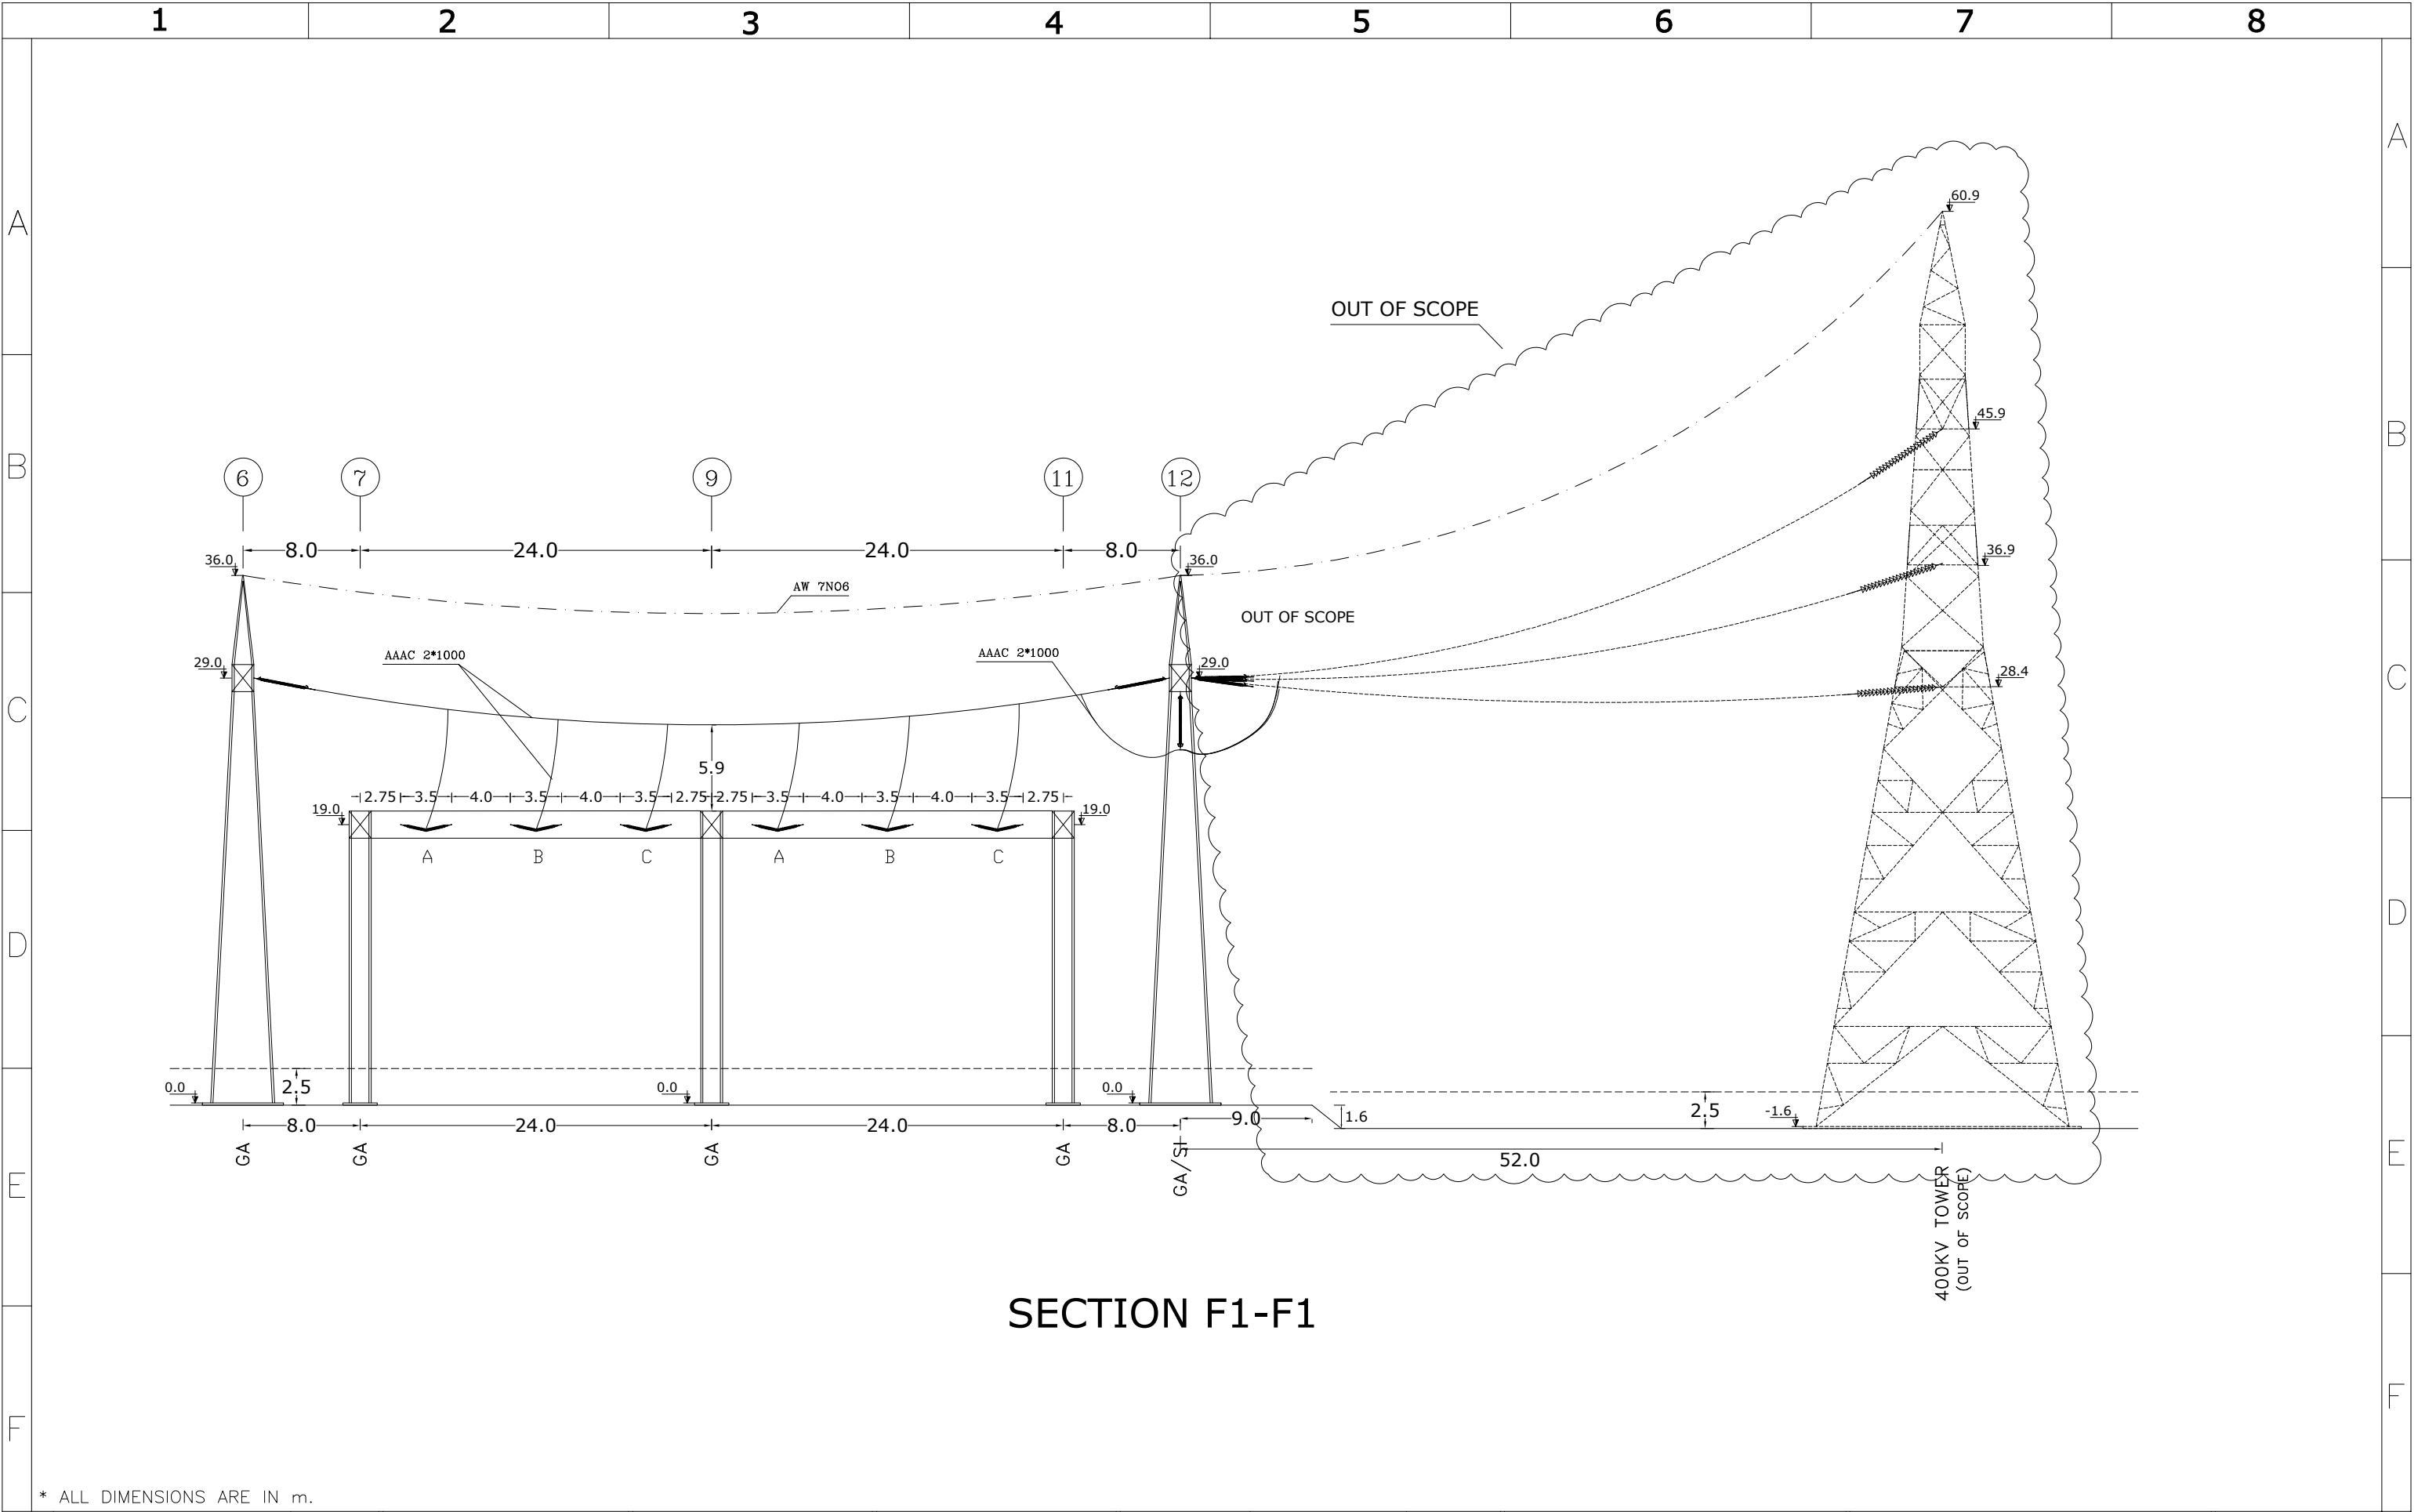 1 2 3 4 5 6 7 8
A A
60.9
OUT OF SCOPE
45.9
B B
6 7 9 11 12
8.0 24.0 24.0 8.0
36.9
36.0 36.0
AW 7N06
OUT OF SCOPE
AAAC 2*1000 AAAC 2*1000
29.0 29.0 28.4
C C
5.9
2.75 3.5 4.0 3.5 4.0 3.5 2.75 2.75 3.5 4.0 3.5 4.0 3.5 2.75
19.0 19.0
A B C A B C
D D
0.0 2.5 0.0 0.0
1.6 2.5 -1.6
8.0 24.0 24.0 8.0 9.0
GA GA GA GA GA/SI
52.0
E E
400KV TOWER
(OUT OF SCOPE)
SECTION F1-F1
F F
* ALL DIMENSIONS ARE IN m.